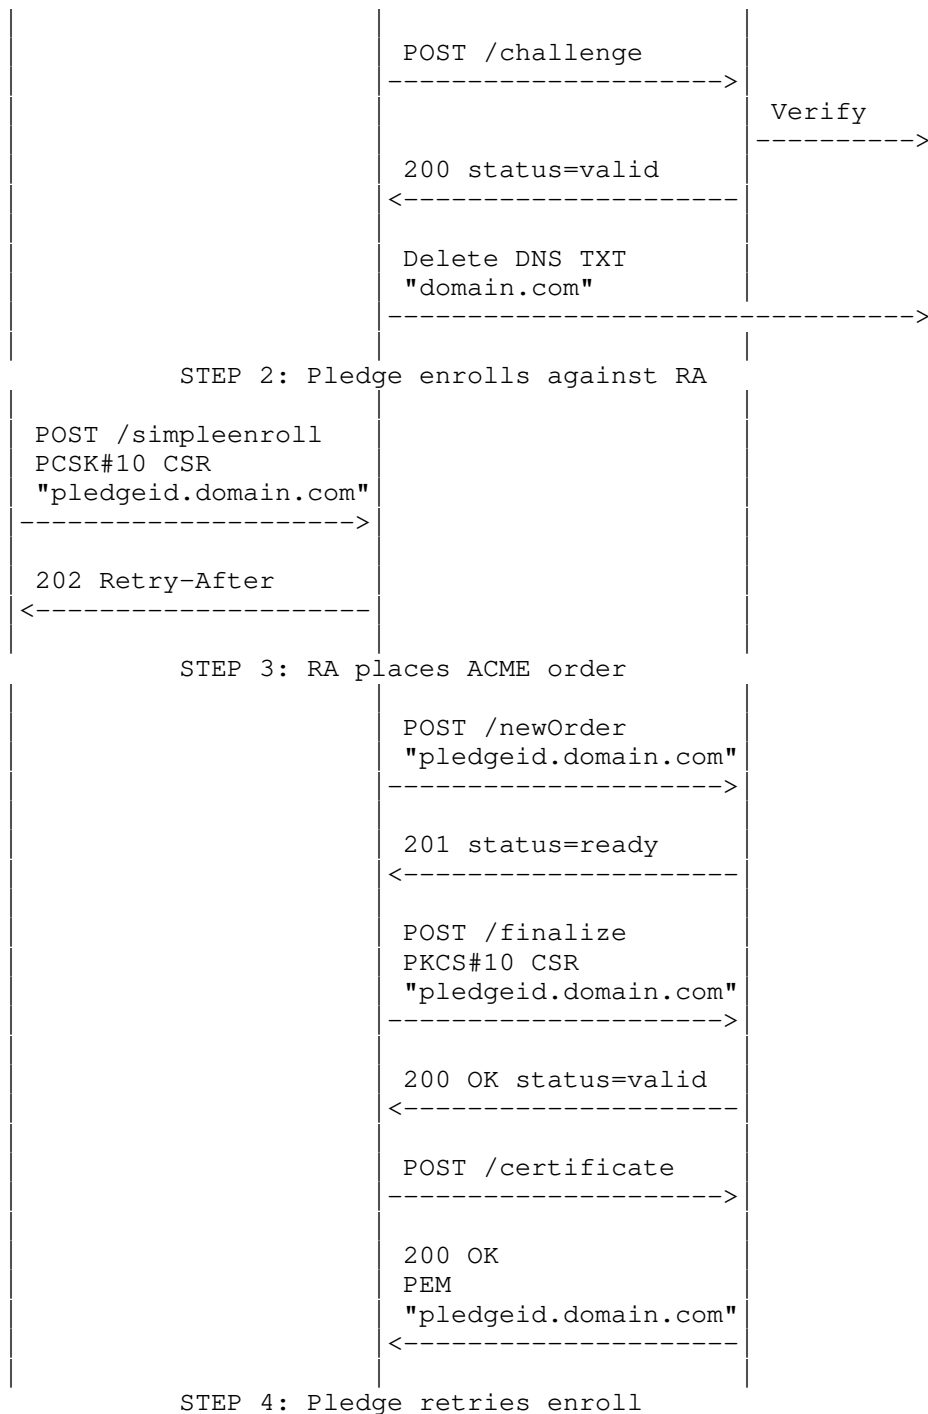 POST /challenge
Verify
200 status=valid
Delete DNS TXT
"domain.com"
STEP 2: Pledge enrolls against RA
POST /simpleenroll
PCSK#10 CSR
"pledgeid.domain.com"
202 Retry-After
STEP 3: RA places ACME order
POST /newOrder
"pledgeid.domain.com"
201 status=ready
POST /finalize
PKCS#10 CSR
"pledgeid.domain.com"
200 OK status=valid
POST /certificate
200 OK
PEM
"pledgeid.domain.com"
STEP 4: Pledge retries enroll